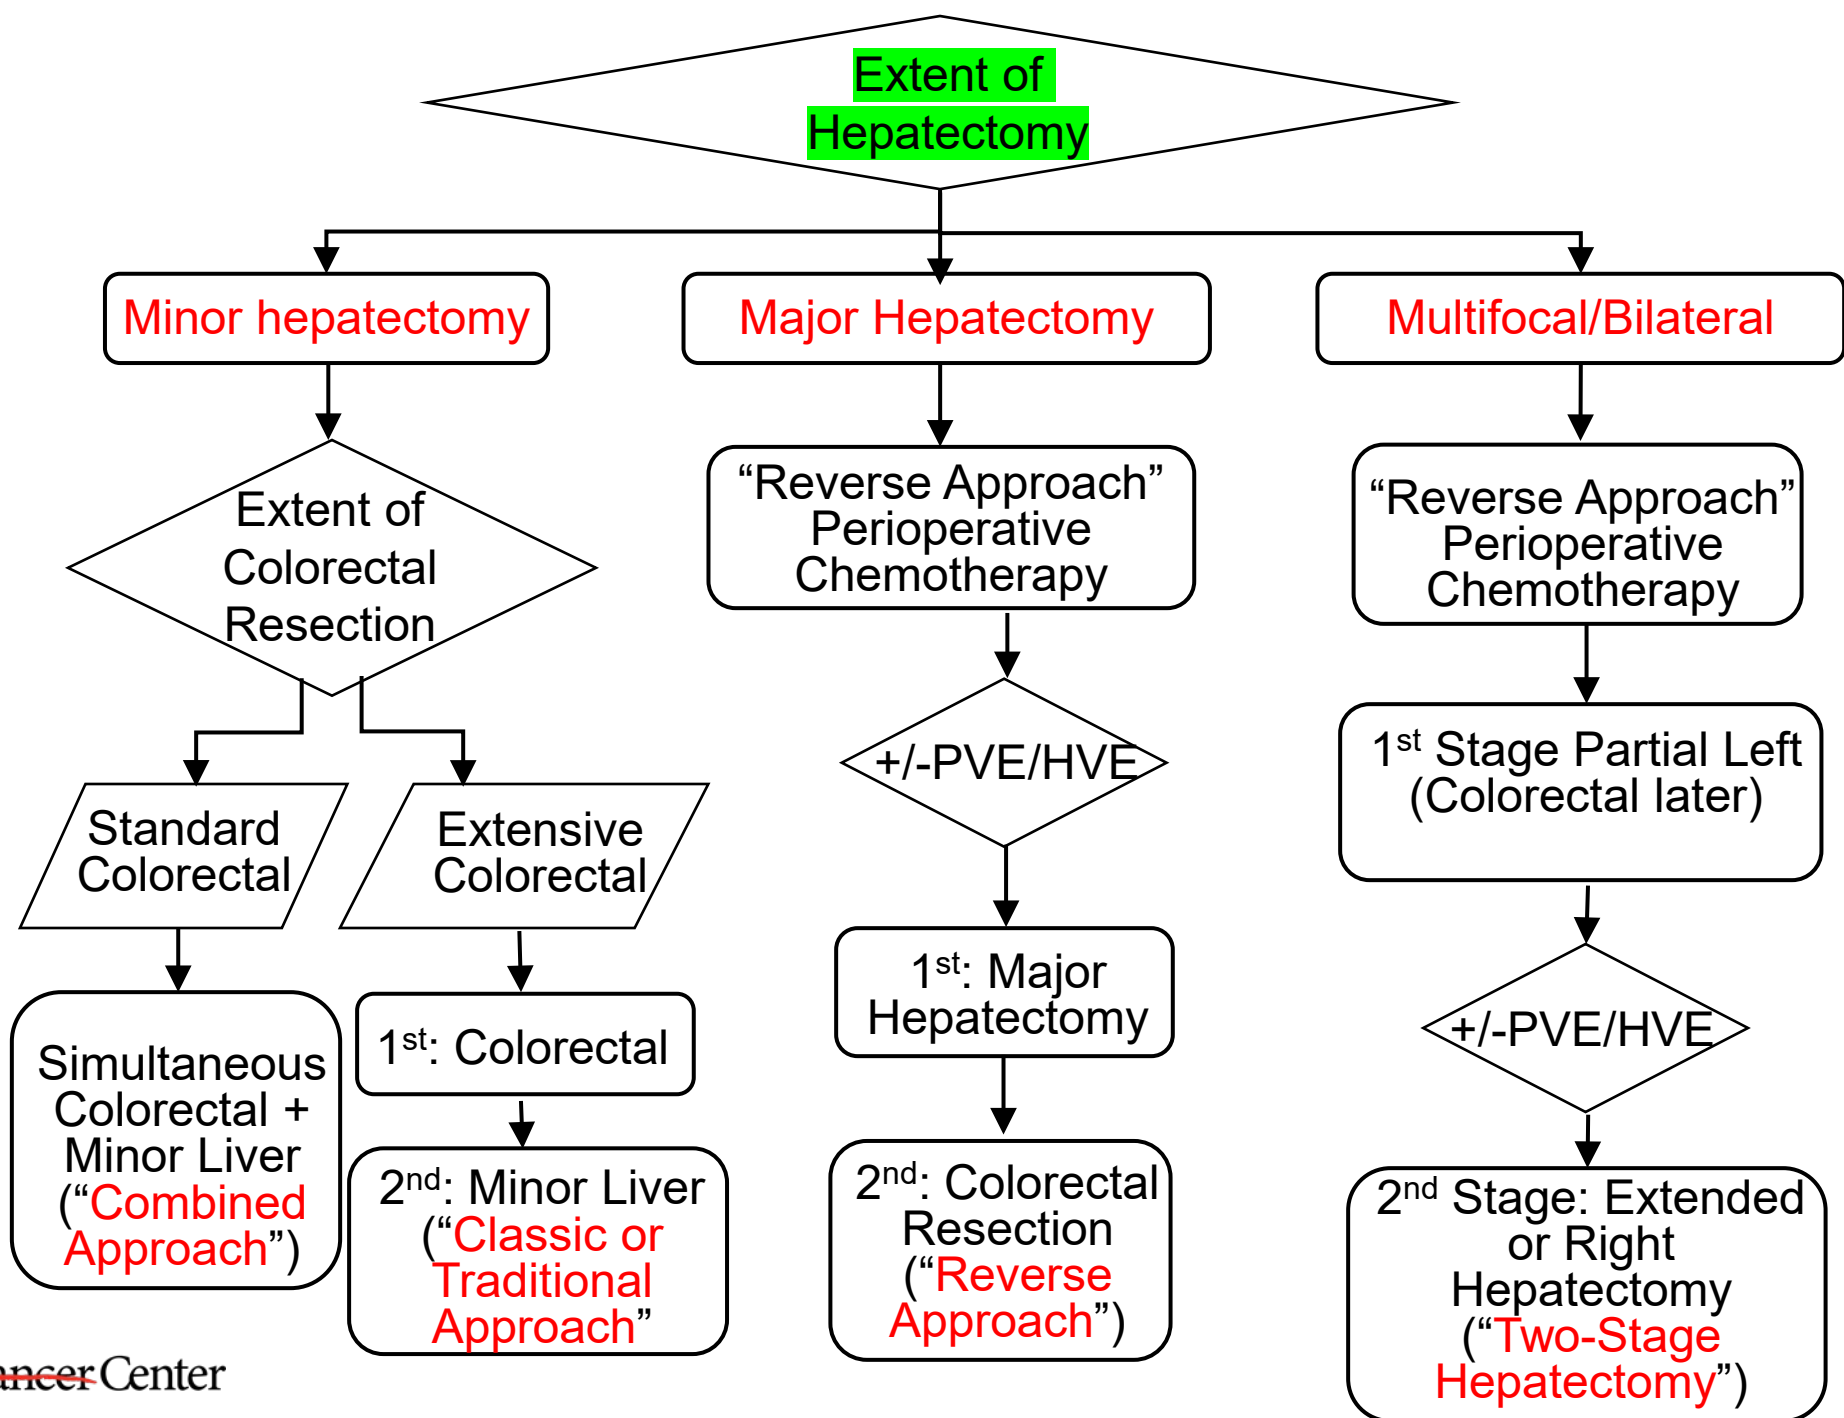 Extent of
Hepatectomy
Minor hepatectomy
Major Hepatectomy
Multifocal/Bilateral
Extent of
Colorectal
Resection
“Reverse Approach”
Perioperative
Chemotherapy
“Reverse Approach”
Perioperative
Chemotherapy
+/-PVE/HVE
1st Stage Partial Left
(Colorectal later)
Standard
Colorectal
Extensive
Colorectal
1st: Major
Hepatectomy
+/-PVE/HVE
Simultaneous
Colorectal +
Minor Liver
(“Combined
Approach”)
1st: Colorectal
2nd: Minor Liver
(“Classic or
Traditional
Approach”
2nd: Colorectal
Resection
(“Reverse
Approach”)
2nd Stage: Extended
or Right
Hepatectomy
(“Two-Stage
Hepatectomy”)
ancer Center